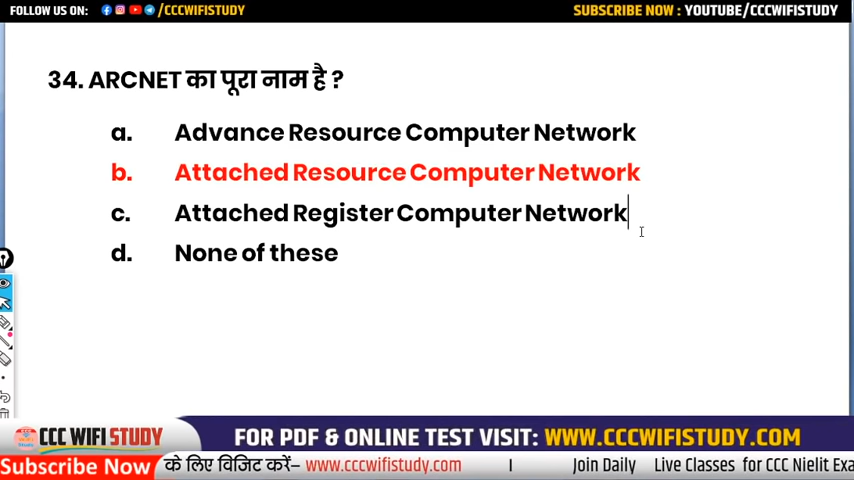 FOLLOW US ON: /CCCWIFISTUDY SUBSCRIBE NOW : YOUTUBE/CCCWIFISTUDY
34. ARCNET का पूरा नाम है ?
a. Advance Resource Computer Network
b. Attached Resource Computer Network
c. Attached Register Computer Network
d. None of these
CCC WIFI STUDY FOR PDF & ONLINE TEST VISIT: WWW.CCCWIFISTUDY.COM
Subscribe Now के लिए विजिट करें– www.cccwifistudy.com I Join Daily Live Classes for CCC Nielit Exa